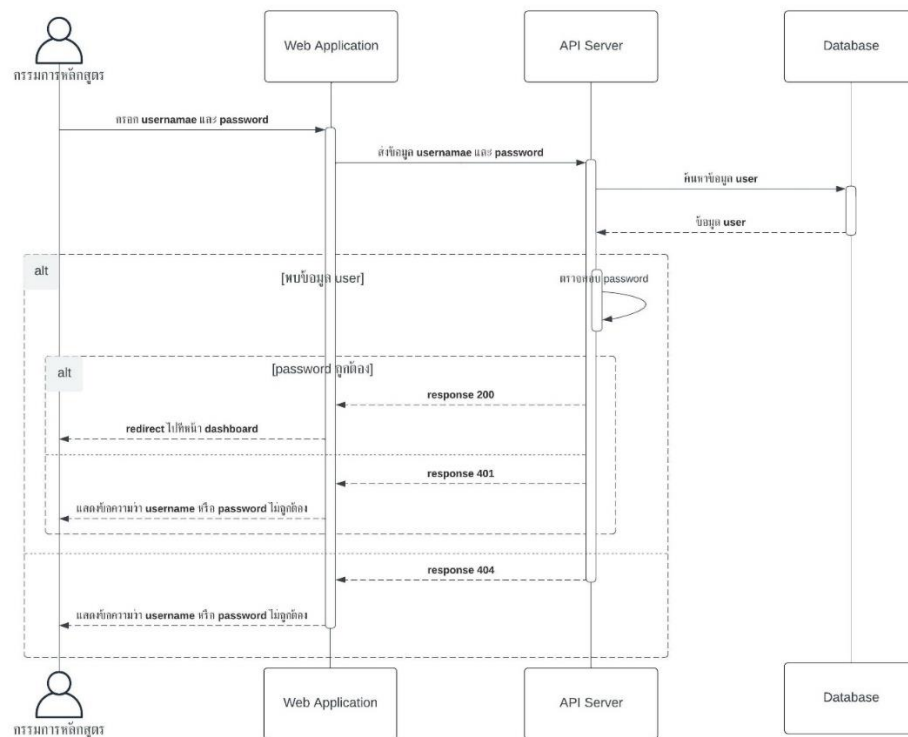 Web Application
API Server
Database
กรรมการหลักสูตร
กรอก usernamae และ password
ส่งข้อมูล usernamae และ password
ค้นหาข้อมูล user
ข้อมูล user
alt
[พบข้อมูล user]
ตรวจสอบ password
alt
[password ถูกต้อง]
response 200
redirect ไปที่หน้า dashboard
response 401
แสดงข้อความว่า username หรือ password ไม่ถูกต้อง
response 404
แสดงข้อความว่า username หรือ password ไม่ถูกต้อง
Web Application
API Server
Database
กรรมการหลักสูตร